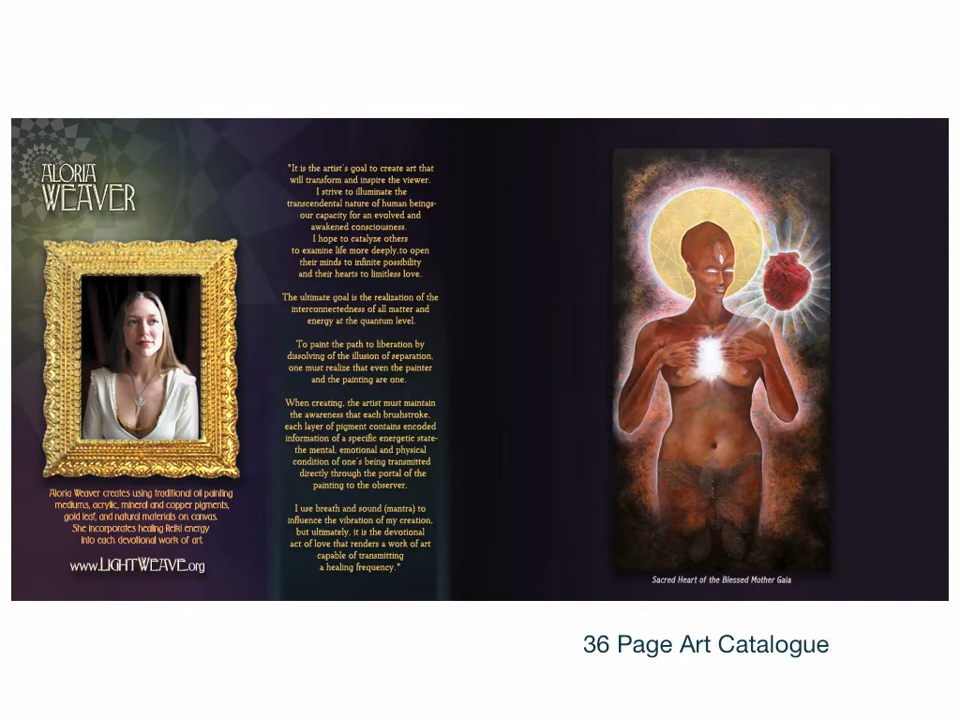 ALORIA
WEAVER
"It is the artist's goal to create art that
will transform and inspire the viewer.
I strive to illuminate the
transcendental nature of human beings-
our capacity for an evolved and
awakened consciousness.
I hope to catalyze others
to examine life more deeply,to open
their minds to infinite possibility
and their hearts to limitless love.
The ultimate goal is the realization of the
interconnectedness of all matter and
energy at the quantum level.
To paint the path to liberation by
dissolving of the illusion of separation,
one must realize that even the painter
and the painting are one.
When creating, the artist must maintain
the awareness that each brushstroke,
each layer of pigment contains encoded
information of a specific energetic state-
the mental, emotional and physical
condition of one's being transmitted
directly through the portal of the
painting to the observer.
I use breath and sound (mantra) to
influence the vibration of my creation,
but ultimately, it is the devotional
act of love that renders a work of art
capable of transmitting
a healing frequency."
Aloria Weaver creates using traditional oil painting
mediums, acrylic, mineral and copper pigments,
gold leaf, and natural materials on canvas.
She incorporates healing Reiki energy
into each devotional work of art.
www.LIGHTWEAVE.org
Sacred Heart of the Blessed Mother Gaia
36 Page Art Catalogue